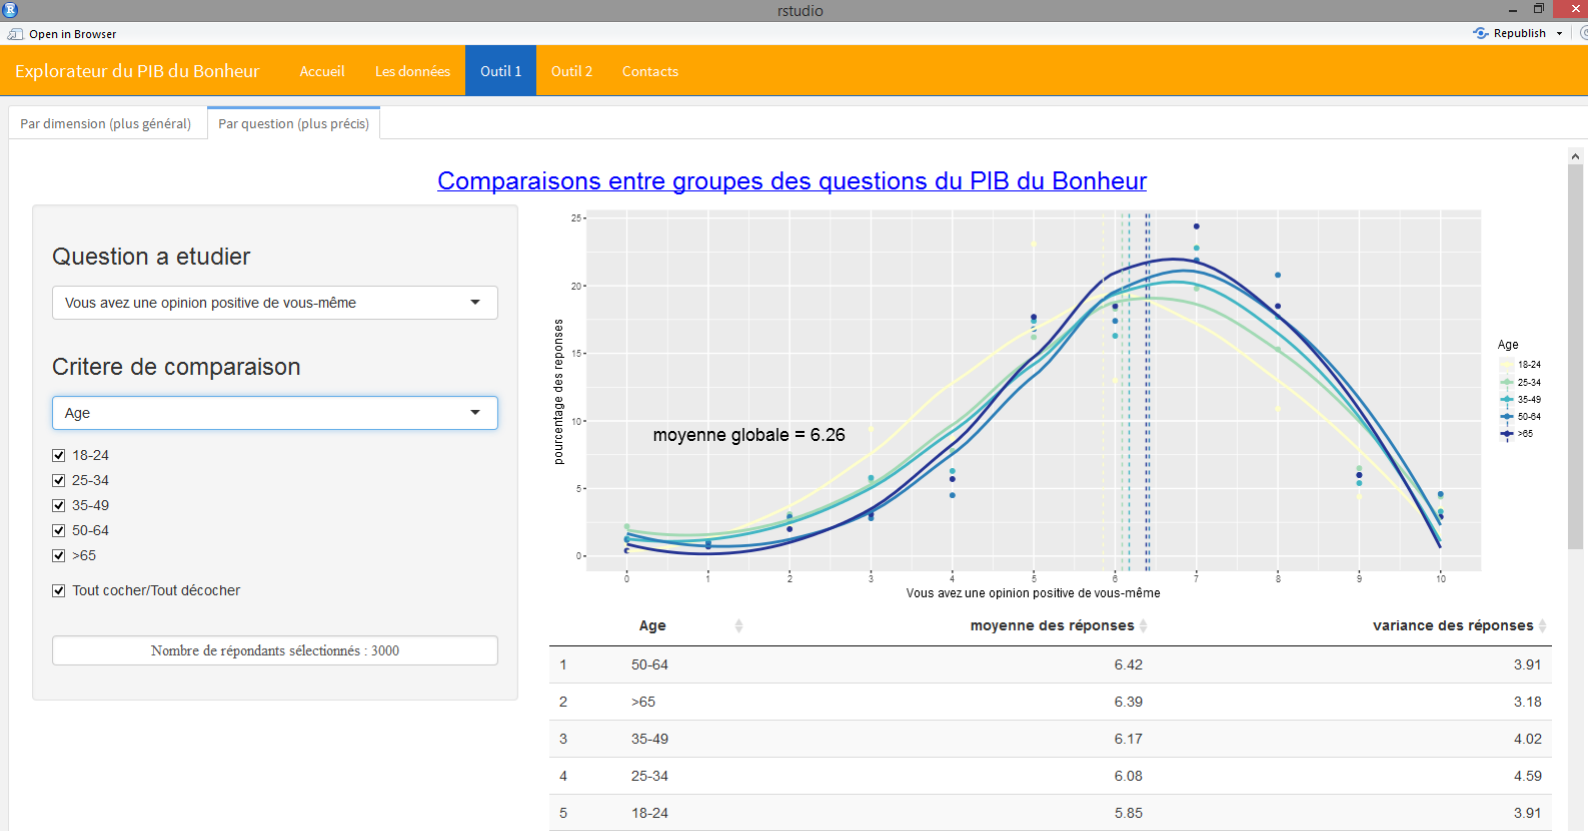 rstudio
Open in Browser
Republish
Explorateur du PIB du Bonheur Accueil Les données Outil 1 Outil 2 Contacts
Par dimension (plus général) Par question (plus précis)
Comparaisons entre groupes des questions du PIB du Bonheur
Question a etudier
Vous avez une opinion positive de vous-même
Critere de comparaison
Age
18-24
25-34
35-49
50-64
>65
Tout cocher/Tout décocher
Nombre de répondants sélectionnés : 3000
pourcentage des reponses
25
20
15
10
5
0
moyenne globale = 6.26
0 1 2 3 4 5 6 7 8 9 10
Vous avez une opinion positive de vous-même
Age
18-24
25-34
35-49
50-64
>65
Age moyenne des réponses variance des réponses
1 50-64 6.42 3.91
2 >65 6.39 3.18
3 35-49 6.17 4.02
4 25-34 6.08 4.59
5 18-24 5.85 3.91